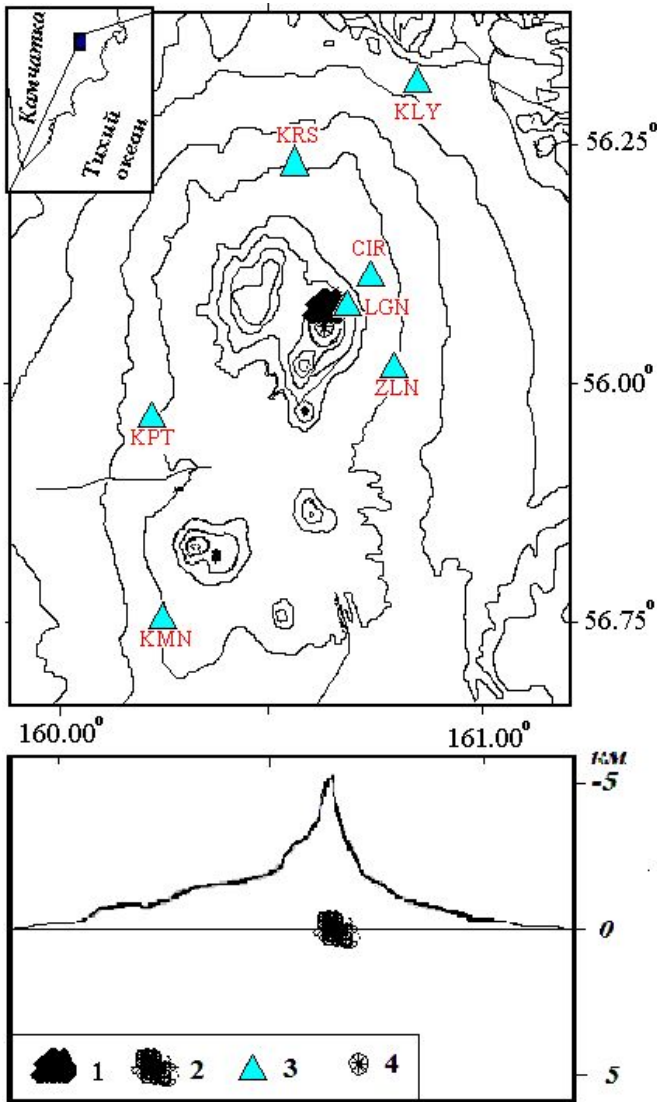 Камчатка
Тихий
океан
KLY
KRS
56.25°
CIR
LGN
56.00°
ZLN
KPT
KMN
56.75°
160.00°
161.00°
км
-5
0
5
1
2
3
4